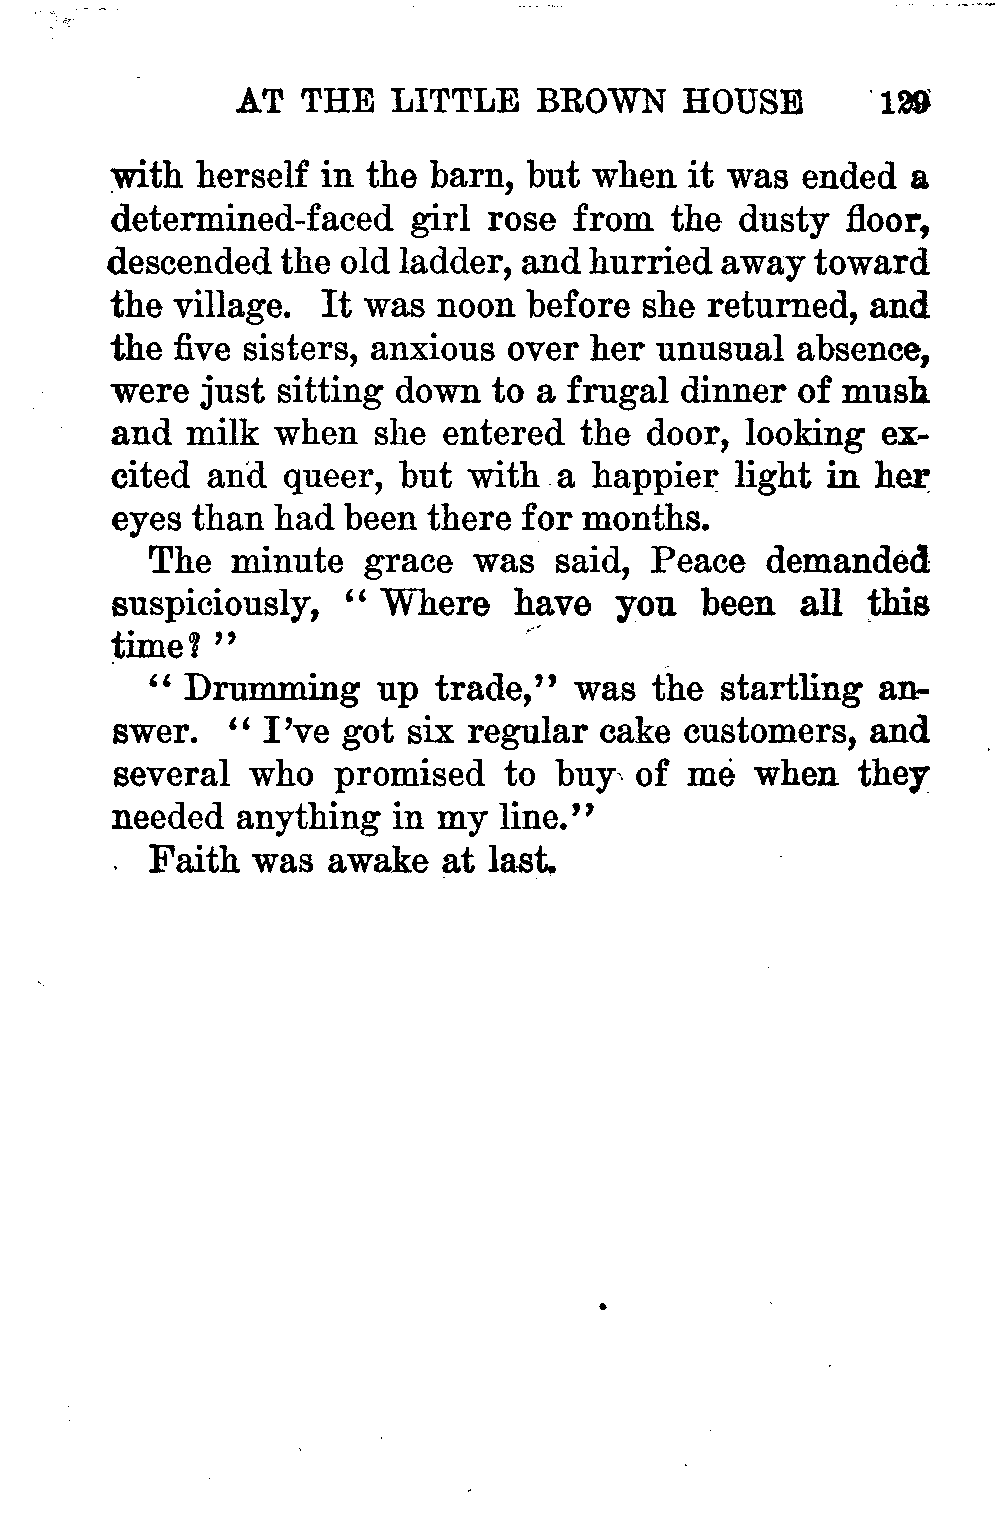 AT THE LITTLE BROWN HOUSE 129
with herself in the barn, but when it was ended a
determined-faced girl rose from the dusty floor,
descended the old ladder, and hurried away toward
the village. It was noon before she returned, and
the five sisters, anxious over her unusual absence,
were just sitting down to a frugal dinner of mush
and milk when she entered the door, looking ex-
cited and queer, but with a happier light in her
eyes than had been there for months.
The minute grace was said, Peace demanded
suspiciously, “ Where have you been all this
time? ”
“ Drumming up trade,” was the startling an-
swer. “ I’ve got six regular cake customers, and
several who promised to buy of me when they
needed anything in my line.”
Faith was awake at last.